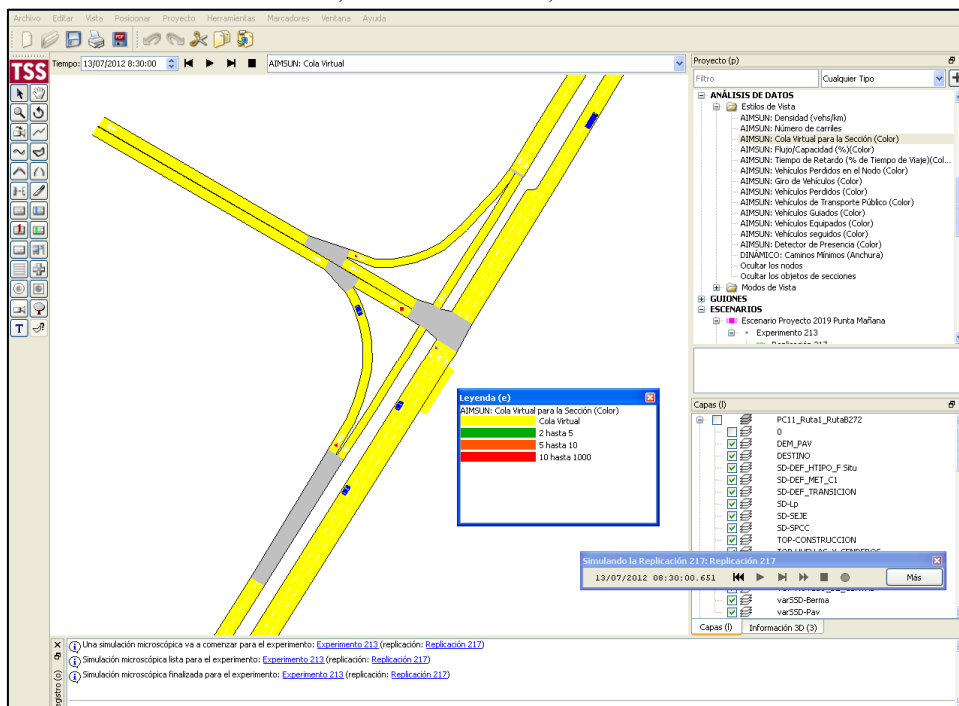 Archivo Editar Vista Posicionar Proyecto Herramientas Marcadores Ventana Ayuda
TSS
Tiempo: 13/07/2012 8:30:00
AIMSUN: Cola Virtual
T
Proyecto (p)
Filtro
Cualquier Tipo
ANÁLISIS DE DATOS
Estilos de Vista
AIMSUN: Densidad (vehs/km)
AIMSUN: Número de carriles
AIMSUN: Cola Virtual para la Sección (Color)
AIMSUN: Flujo/Capacidad (%)(Color)
AIMSUN: Tiempo de Retardo (% de Tiempo de Viaje)(Col...
AIMSUN: Vehículos Perdidos en el Nodo (Color)
AIMSUN: Giro de Vehículos (Color)
AIMSUN: Vehículos Perdidos (Color)
AIMSUN: Vehículos de Transporte Público (Color)
AIMSUN: Vehículos Guiados (Color)
AIMSUN: Vehículos Equipados (Color)
AIMSUN: Vehículos seguidos (Color)
AIMSUN: Detector de Presencia (Color)
DINÁMICO: Caminos Mínimos (Anchura)
Ocultar los nodos
Ocultar los objetos de secciones
Modos de Vista
GUIONES
ESCENARIOS
Escenario Proyecto 2019 Punta Mañana
Experimento 213
Replicación 217
Leyenda (e)
AIMSUN: Cola Virtual para la Sección (Color)
Cola Virtual
2 hasta 5
5 hasta 10
10 hasta 1000
Capas (l)
PC11_Ruta1_RutaB272
0
DEM_PAV
DESTINO
SD-DEF_HTIPO_F Situ
SD-DEF_MET_C1
SD-DEF_TRANSICION
SD-Lp
SD-SEJE
SD-SPCC
TOP-CONSTRUCCION
Simulando la Replicación 217: Replicación 217
13/07/2012 08:30:00.651
Más
varSSD-Berma
varSSD-Pav
Capas (l) Información 3D (3)
Una simulación microscópica va a comenzar para el experimento: Experimento 213 (replicación: Replicación 217)
Simulación microscópica lista para el experimento: Experimento 213 (replicación: Replicación 217)
Simulación microscópica finalizada para el experimento: Experimento 213 (replicación: Replicación 217)